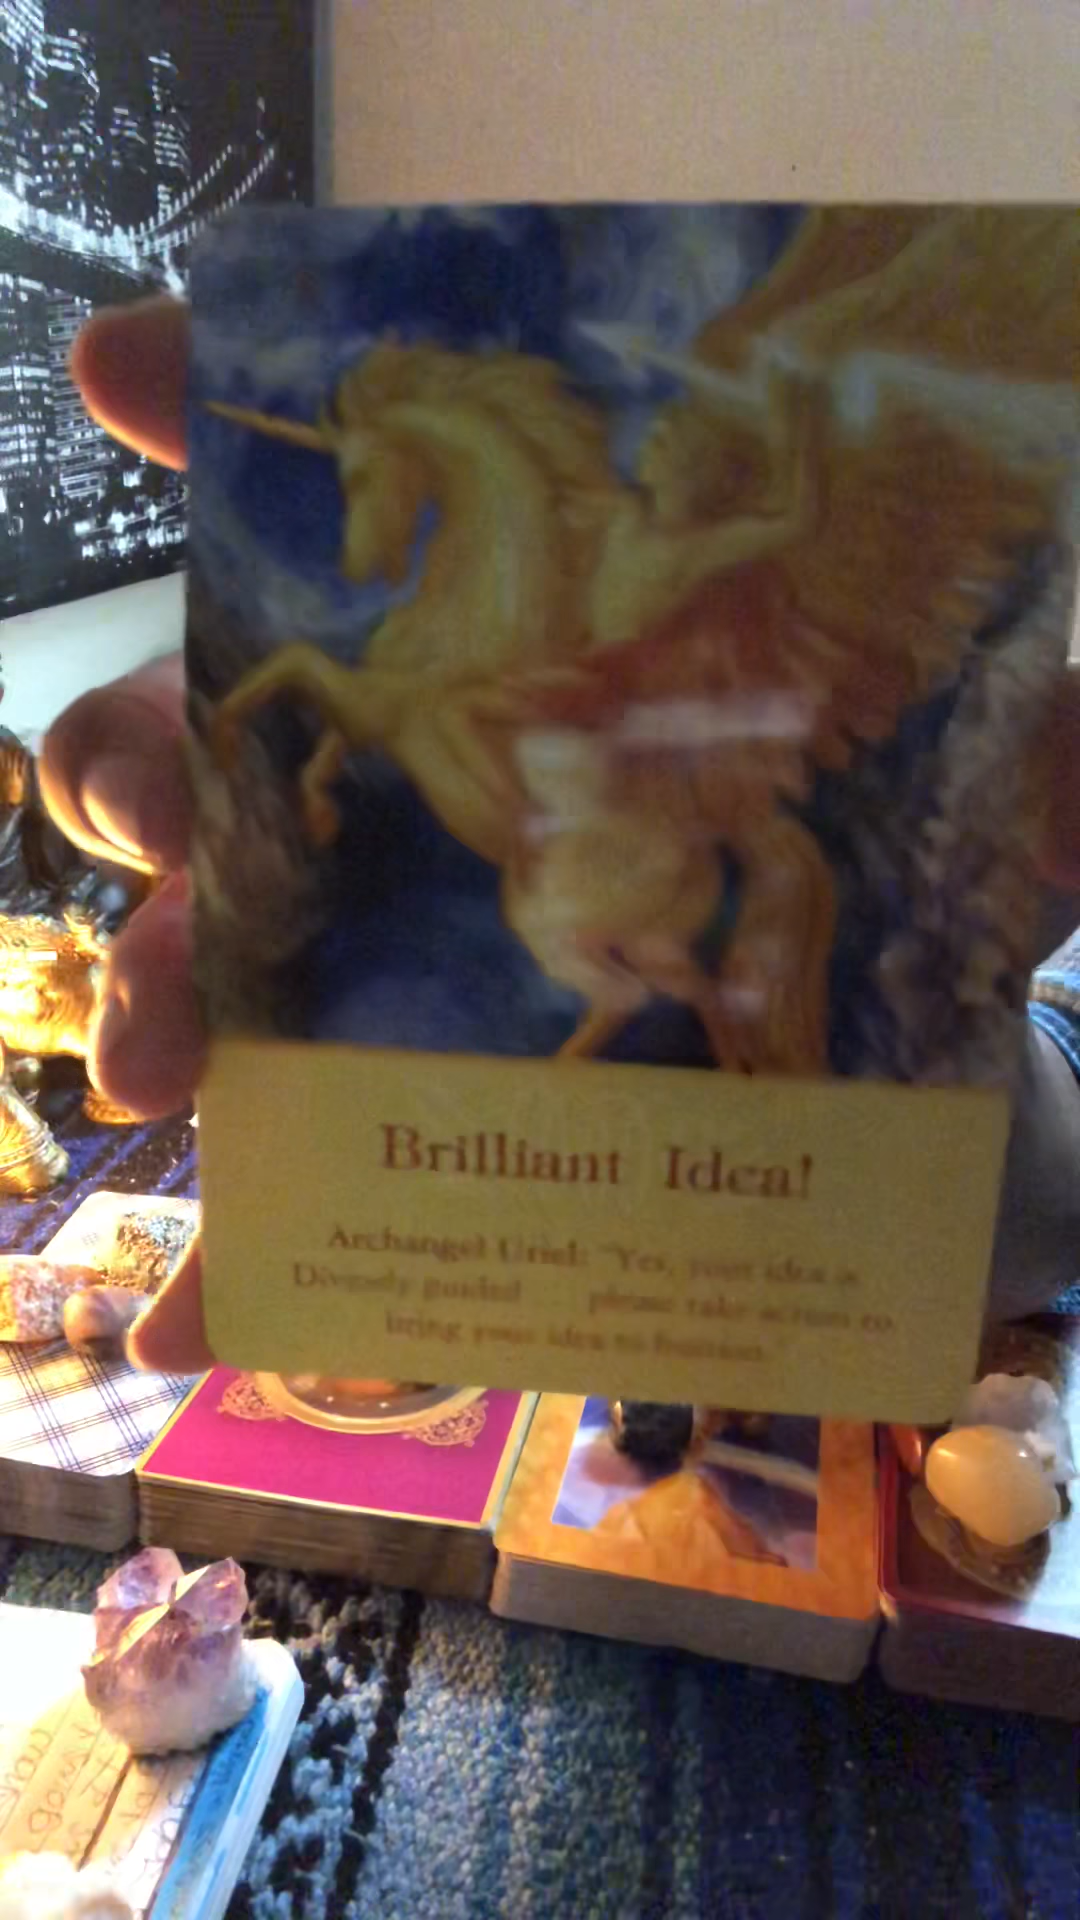 Brilliant Idea!
Archangel Uriel: "Yes, your idea is
Divinely guided . . . please take action to
bring your idea to fruition."